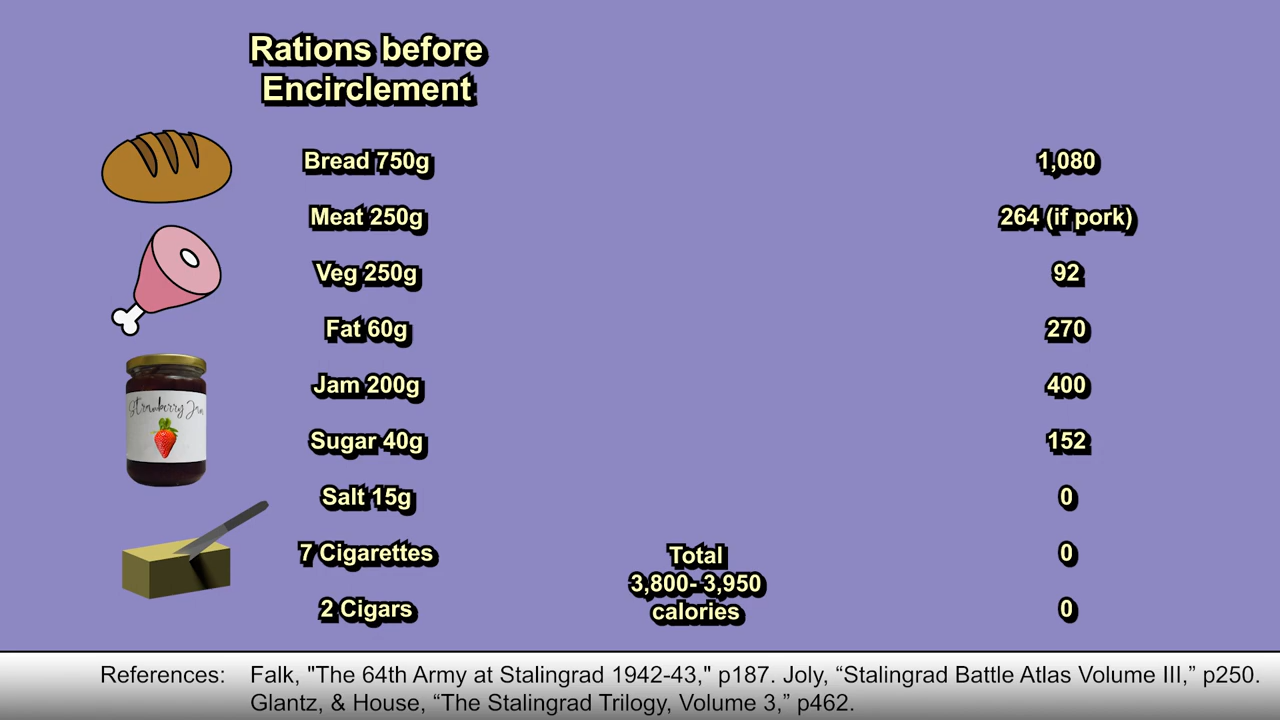 Rations before
Encirclement
Bread 750g 1,080
Meat 250g 264 (if pork)
Veg 250g 92
Fat 60g 270
Jam 200g 400
Strawberry Jam
Sugar 40g 152
Salt 15g 0
7 Cigarettes 0
Total
3,800- 3,950
calories
2 Cigars 0
References: Falk, "The 64th Army at Stalingrad 1942-43," p187. Joly, “Stalingrad Battle Atlas Volume III,” p250.
Glantz, & House, “The Stalingrad Trilogy, Volume 3,” p462.